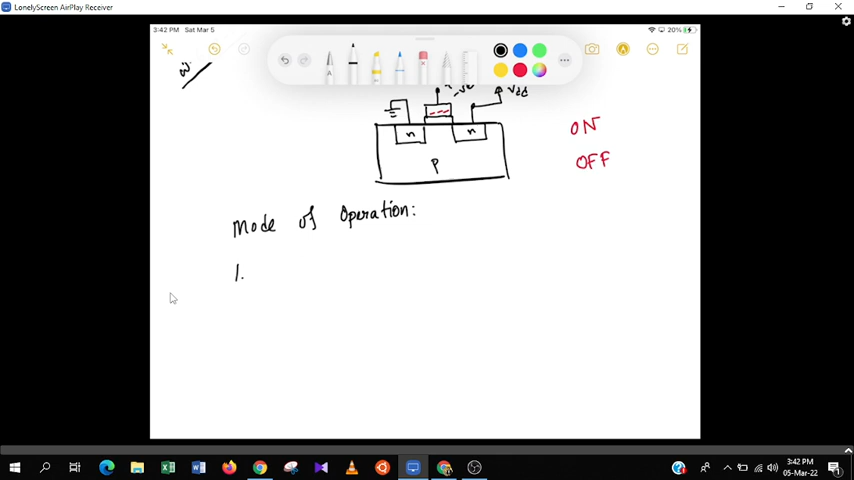 LonelyScreen AirPlay Receiver
3:42 PM Sat Mar 5
20%
-ve
Vdd
n
n
P
ON
OFF
Mode of Operation:
1.
3:42 PM
05-Mar-22